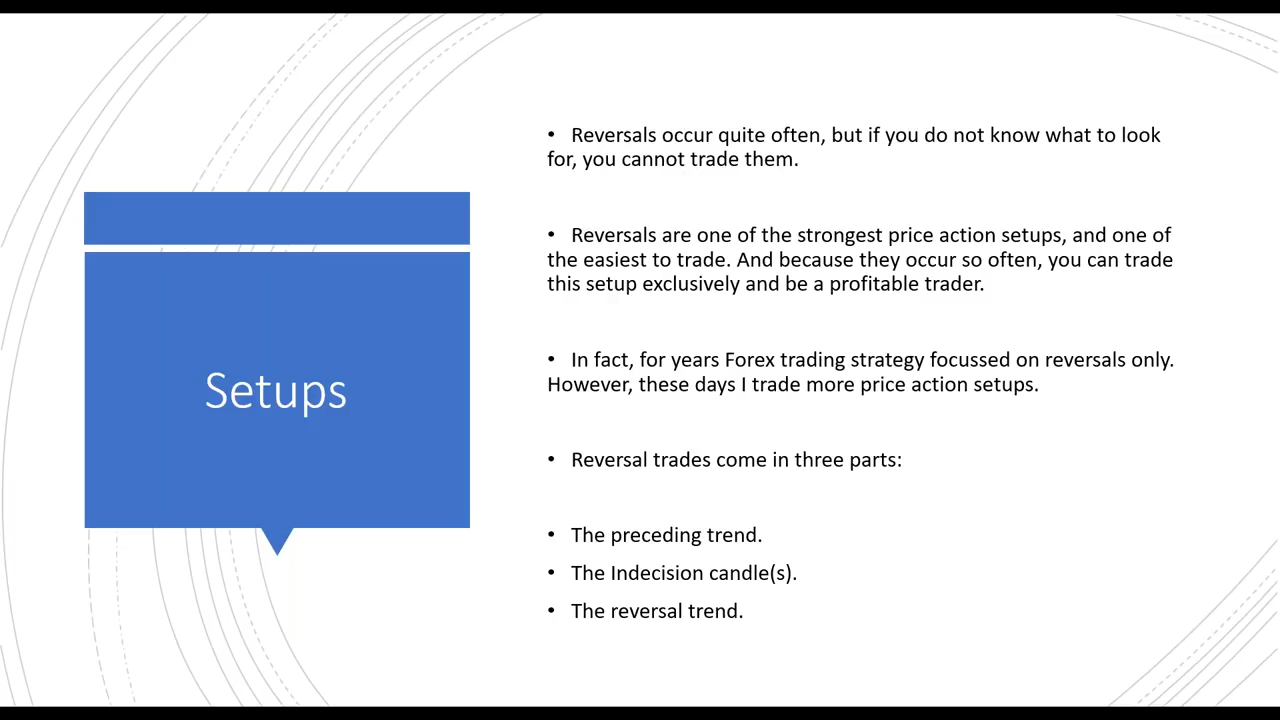 Setups
• Reversals occur quite often, but if you do not know what to look
for, you cannot trade them.
• Reversals are one of the strongest price action setups, and one of
the easiest to trade. And because they occur so often, you can trade
this setup exclusively and be a profitable trader.
• In fact, for years Forex trading strategy focussed on reversals only.
However, these days I trade more price action setups.
• Reversal trades come in three parts:
• The preceding trend.
• The Indecision candle(s).
• The reversal trend.